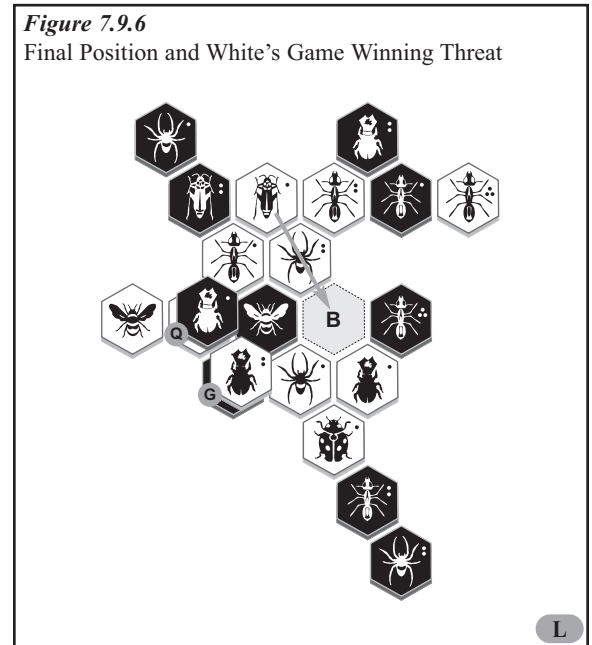 Figure 7.9.6
Final Position and White’s Game Winning Threat
Q
B
G
L